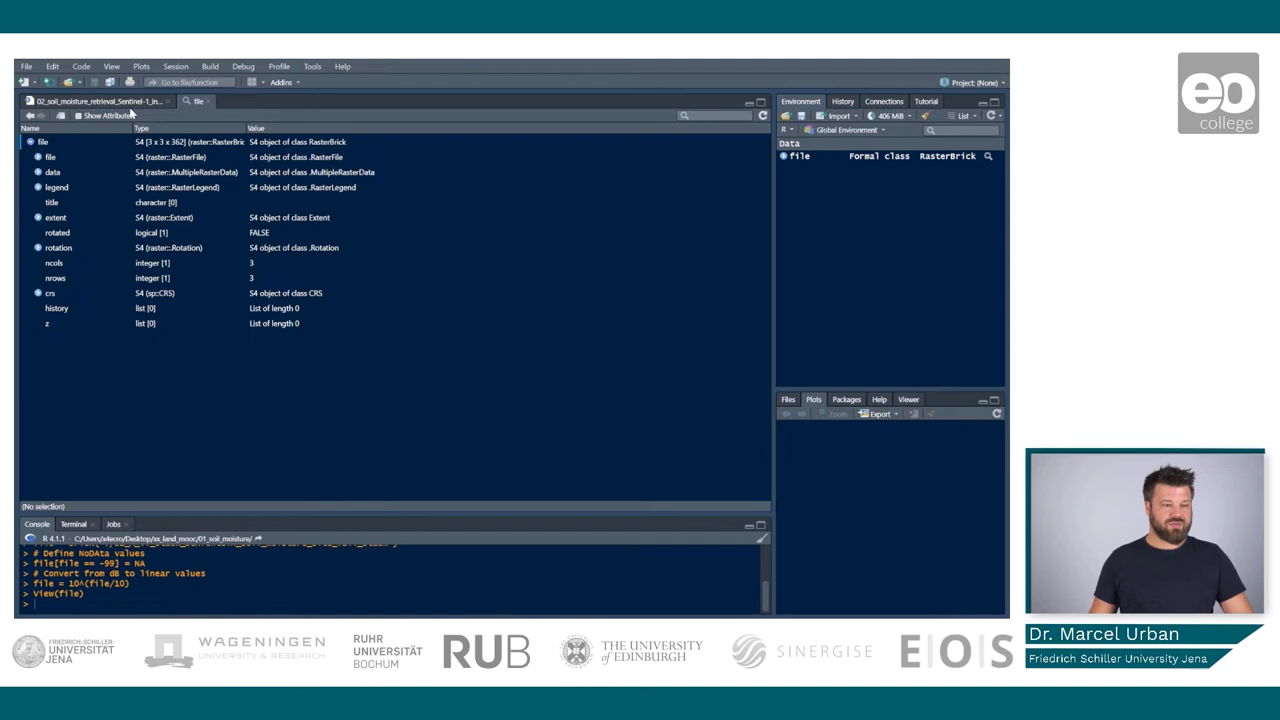 File Edit Code View Plots Session Build Debug Profile Tools Help
Go to file/function Addins Project: (None)
02_soil_moisture_retrieval_Sentinel-1_in... × file ×
Show Attributes
Name Type Value
file S4 [3 x 3 x 362] (raster::RasterBric S4 object of class RasterBrick
file S4 (raster::.RasterFile) S4 object of class .RasterFile
data S4 (raster::.MultipleRasterData) S4 object of class .MultipleRasterData
legend S4 (raster::.RasterLegend) S4 object of class .RasterLegend
title character [0]
extent S4 (raster::Extent) S4 object of class Extent
rotated logical [1] FALSE
rotation S4 (raster::.Rotation) S4 object of class .Rotation
ncols integer [1] 3
nrows integer [1] 3
crs S4 (sp::CRS) S4 object of class CRS
history list [0] List of length 0
z list [0] List of length 0
(No selection)
Console Terminal × Jobs ×
R 4.1.1 · C:/Users/x4ecro/Desktop/xx_land_mooc/01_soil_moisture/
> # Define NoDAta values
> file[file == -99] = NA
> # Convert from dB to linear values
> file = 10^(file/10)
> View(file)
>
Environment History Connections Tutorial
Import 406 MiB List
R Global Environment
Data
file Formal class RasterBrick
Files Plots Packages Help Viewer
Zoom Export
eo
college
Dr. Marcel Urban
Friedrich Schiller University Jena
FRIEDRICH-SCHILLER-
UNIVERSITÄT
JENA
WAGENINGEN
UNIVERSITY & RESEARCH
RUHR
UNIVERSITÄT
BOCHUM
RUB
THE UNIVERSITY
of EDINBURGH
SINERGISE
E|O|S